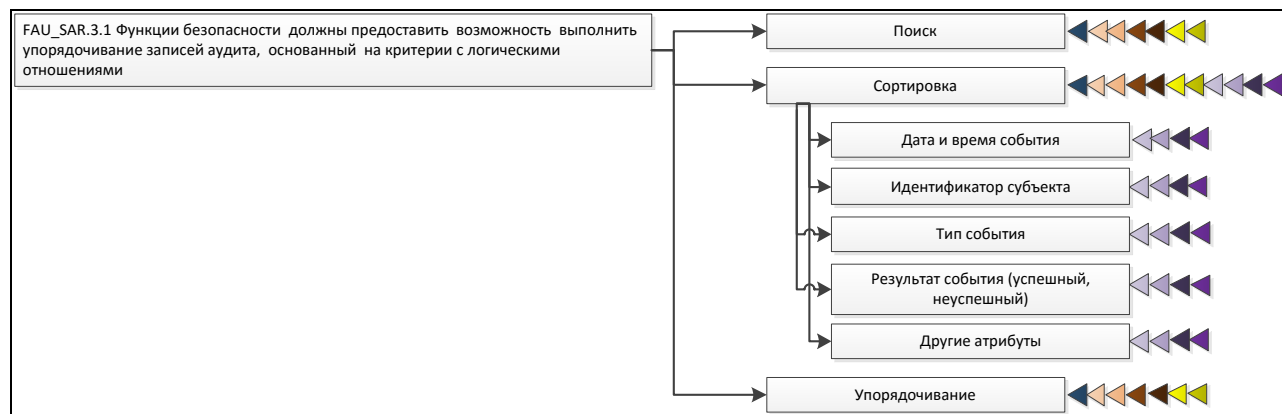 FAU_SAR.3.1 Функции безопасности должны предоставить возможность выполнить
упорядочивание записей аудита, основанный на критерии с логическими
отношениями
Поиск
Сортировка
Дата и время события
Идентификатор субъекта
Тип события
Результат события (успешный,
неуспешный)
Другие атрибуты
Упорядочивание